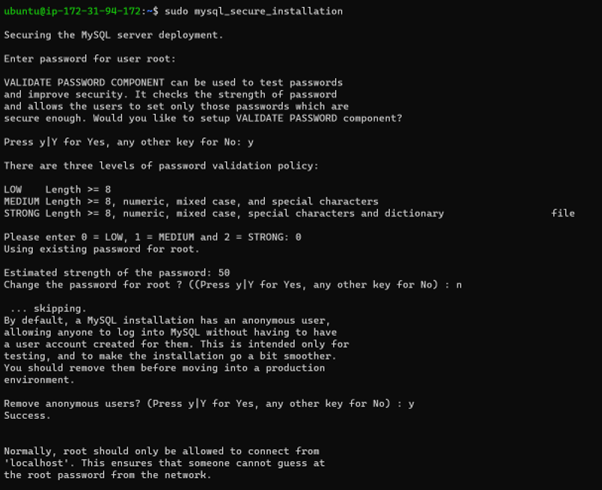 ubuntu@ip-172-31-94-172:~$ sudo mysql_secure_installation
Securing the MySQL server deployment.
Enter password for user root:
VALIDATE PASSWORD COMPONENT can be used to test passwords
and improve security. It checks the strength of password
and allows the users to set only those passwords which are
secure enough. Would you like to setup VALIDATE PASSWORD component?
Press y|Y for Yes, any other key for No: y
There are three levels of password validation policy:
LOW    Length >= 8
MEDIUM Length >= 8, numeric, mixed case, and special characters
STRONG Length >= 8, numeric, mixed case, special characters and dictionary                  file
Please enter 0 = LOW, 1 = MEDIUM and 2 = STRONG: 0
Using existing password for root.
Estimated strength of the password: 50
Change the password for root ? ((Press y|Y for Yes, any other key for No) : n
... skipping.
By default, a MySQL installation has an anonymous user,
allowing anyone to log into MySQL without having to have
a user account created for them. This is intended only for
testing, and to make the installation go a bit smoother.
You should remove them before moving into a production
environment.
Remove anonymous users? (Press y|Y for Yes, any other key for No) : y
Success.
Normally, root should only be allowed to connect from
'localhost'. This ensures that someone cannot guess at
the root password from the network.